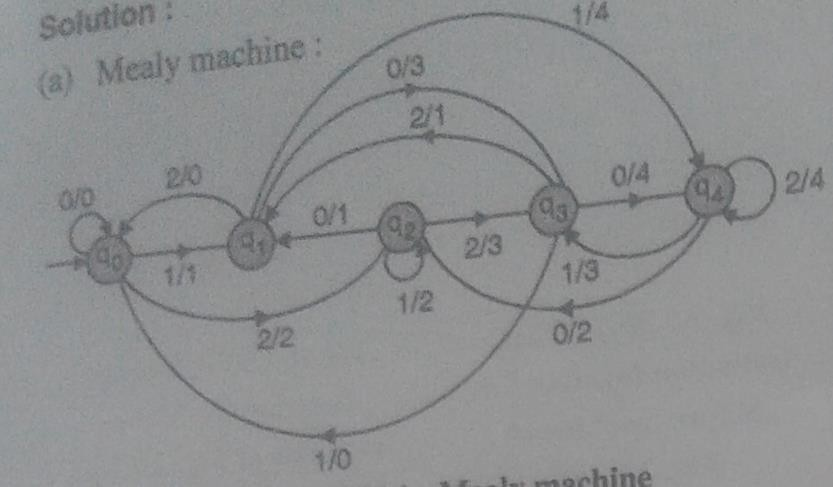 Solution :
1/4
(a) Mealy machine :
0/3
2/1
0/0
2/0
0/1
0/4
2/4
q0
q1
q2
q3
q4
1/1
2/3
1/3
1/2
2/2
0/2
1/0
Mealy machine